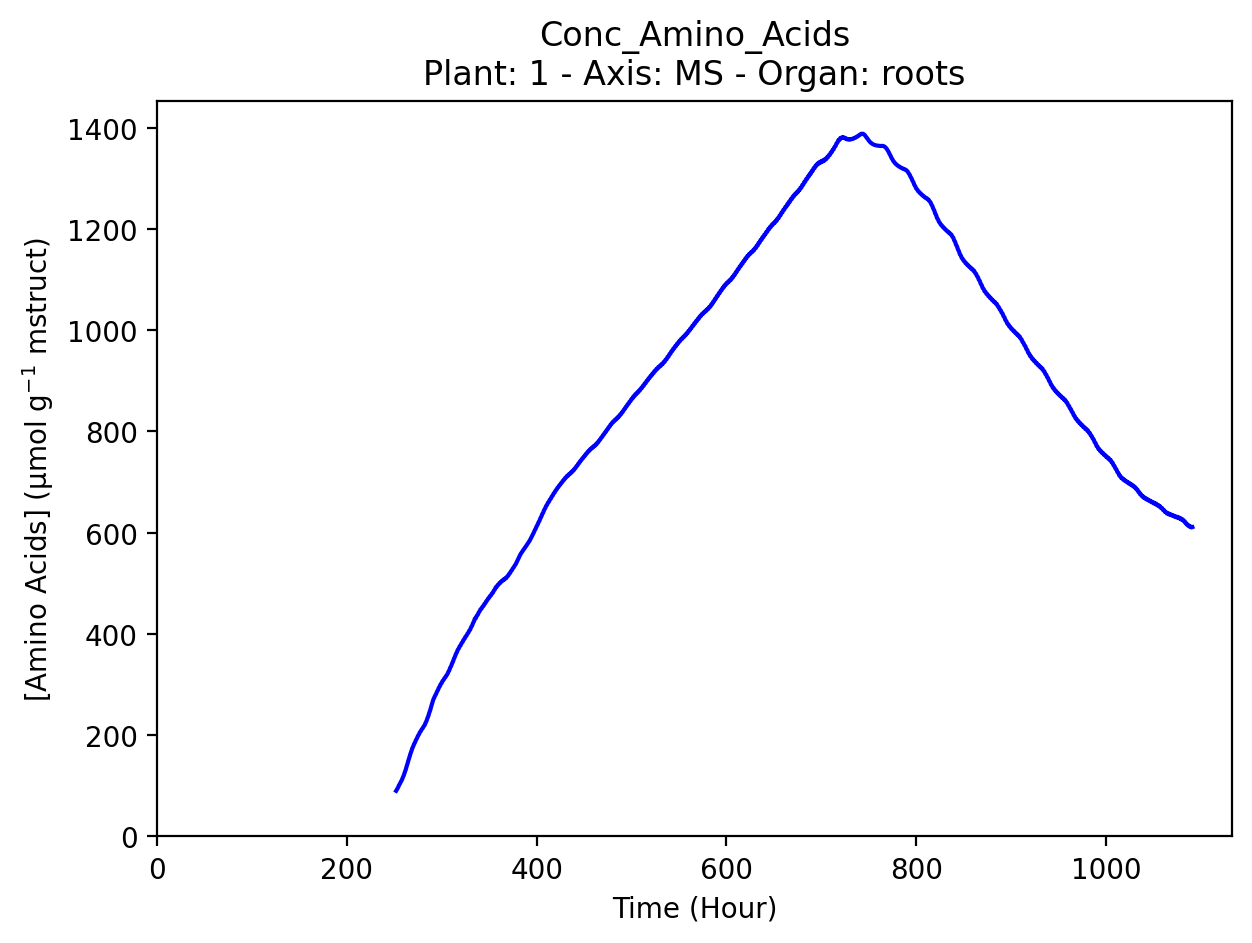 Conc_Amino_Acids
Plant: 1 - Axis: MS - Organ: roots
[Amino Acids] (µmol g⁻¹ mstruct)
1400
1200
1000
800
600
400
200
0
0 200 400 600 800 1000
Time (Hour)